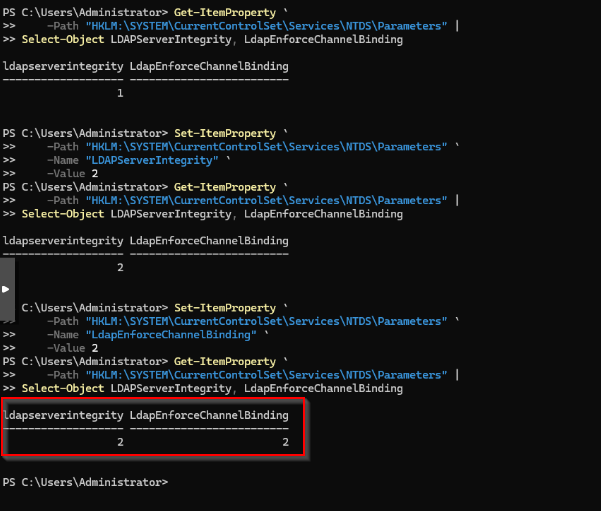 PS C:\Users\Administrator> Get-ItemProperty `
>>     -Path "HKLM:\SYSTEM\CurrentControlSet\Services\NTDS\Parameters" |
>> Select-Object LDAPServerIntegrity, LdapEnforceChannelBinding
ldapserverintegrity LdapEnforceChannelBinding
------------------- -------------------------
                  1
PS C:\Users\Administrator> Set-ItemProperty `
>>     -Path "HKLM:\SYSTEM\CurrentControlSet\Services\NTDS\Parameters" `
>>     -Name "LDAPServerIntegrity" `
>>     -Value 2
PS C:\Users\Administrator> Get-ItemProperty `
>>     -Path "HKLM:\SYSTEM\CurrentControlSet\Services\NTDS\Parameters" |
>> Select-Object LDAPServerIntegrity, LdapEnforceChannelBinding
ldapserverintegrity LdapEnforceChannelBinding
------------------- -------------------------
                  2
C:\Users\Administrator> Set-ItemProperty `
>>     -Path "HKLM:\SYSTEM\CurrentControlSet\Services\NTDS\Parameters" `
>>     -Name "LdapEnforceChannelBinding" `
>>     -Value 2
PS C:\Users\Administrator> Get-ItemProperty `
>>     -Path "HKLM:\SYSTEM\CurrentControlSet\Services\NTDS\Parameters" |
>> Select-Object LDAPServerIntegrity, LdapEnforceChannelBinding
ldapserverintegrity LdapEnforceChannelBinding
------------------- -------------------------
                  2                         2
PS C:\Users\Administrator>